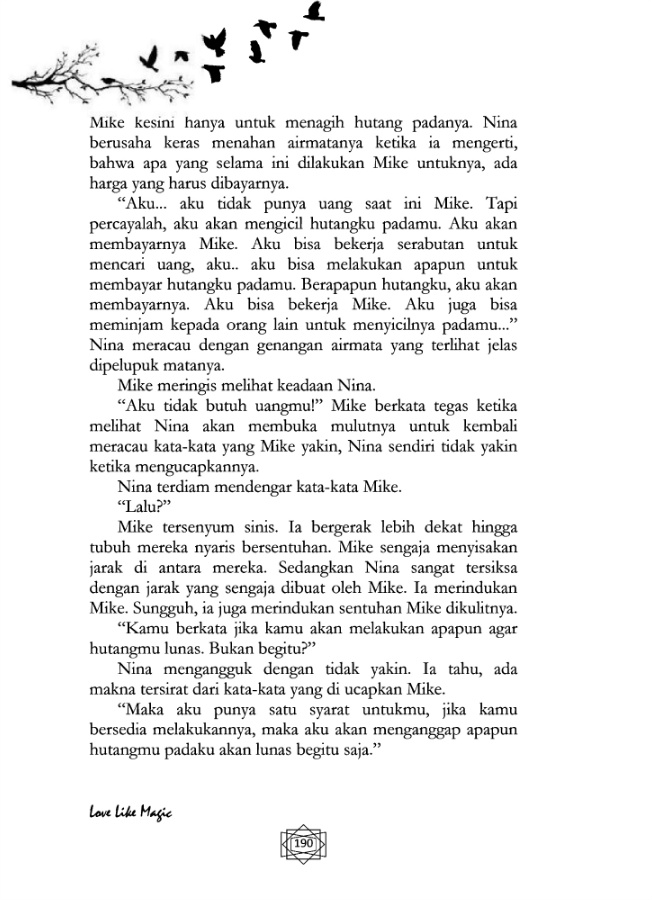 Mike kesini hanya untuk menagih hutang padanya. Nina
berusaha keras menahan airmatanya ketika ia mengerti,
bahwa apa yang selama ini dilakukan Mike untuknya, ada
harga yang harus dibayarnya.
“Aku... aku tidak punya uang saat ini Mike. Tapi
percayalah, aku akan mengicil hutangku padamu. Aku akan
membayarnya Mike. Aku bisa bekerja serabutan untuk
mencari uang, aku.. aku bisa melakukan apapun untuk
membayar hutangku padamu. Berapapun hutangku, aku akan
membayarnya. Aku bisa bekerja Mike. Aku juga bisa
meminjam kepada orang lain untuk menyicilnya padamu...”
Nina meracau dengan genangan airmata yang terlihat jelas
dipelupuk matanya.
Mike meringis melihat keadaan Nina.
“Aku tidak butuh uangmu!” Mike berkata tegas ketika
melihat Nina akan membuka mulutnya untuk kembali
meracau kata-kata yang Mike yakin, Nina sendiri tidak yakin
ketika mengucapkannya.
Nina terdiam mendengar kata-kata Mike.
“Lalu?”
Mike tersenyum sinis. Ia bergerak lebih dekat hingga
tubuh mereka nyaris bersentuhan. Mike sengaja menyisakan
jarak di antara mereka. Sedangkan Nina sangat tersiksa
dengan jarak yang sengaja dibuat oleh Mike. Ia merindukan
Mike. Sungguh, ia juga merindukan sentuhan Mike dikulitnya.
“Kamu berkata jika kamu akan melakukan apapun agar
hutangmu lunas. Bukan begitu?”
Nina mengangguk dengan tidak yakin. Ia tahu, ada
makna tersirat dari kata-kata yang di ucapkan Mike.
“Maka aku punya satu syarat untukmu, jika kamu
bersedia melakukannya, maka aku akan menganggap apapun
hutangmu padaku akan lunas begitu saja.”
Love Like Magic
190